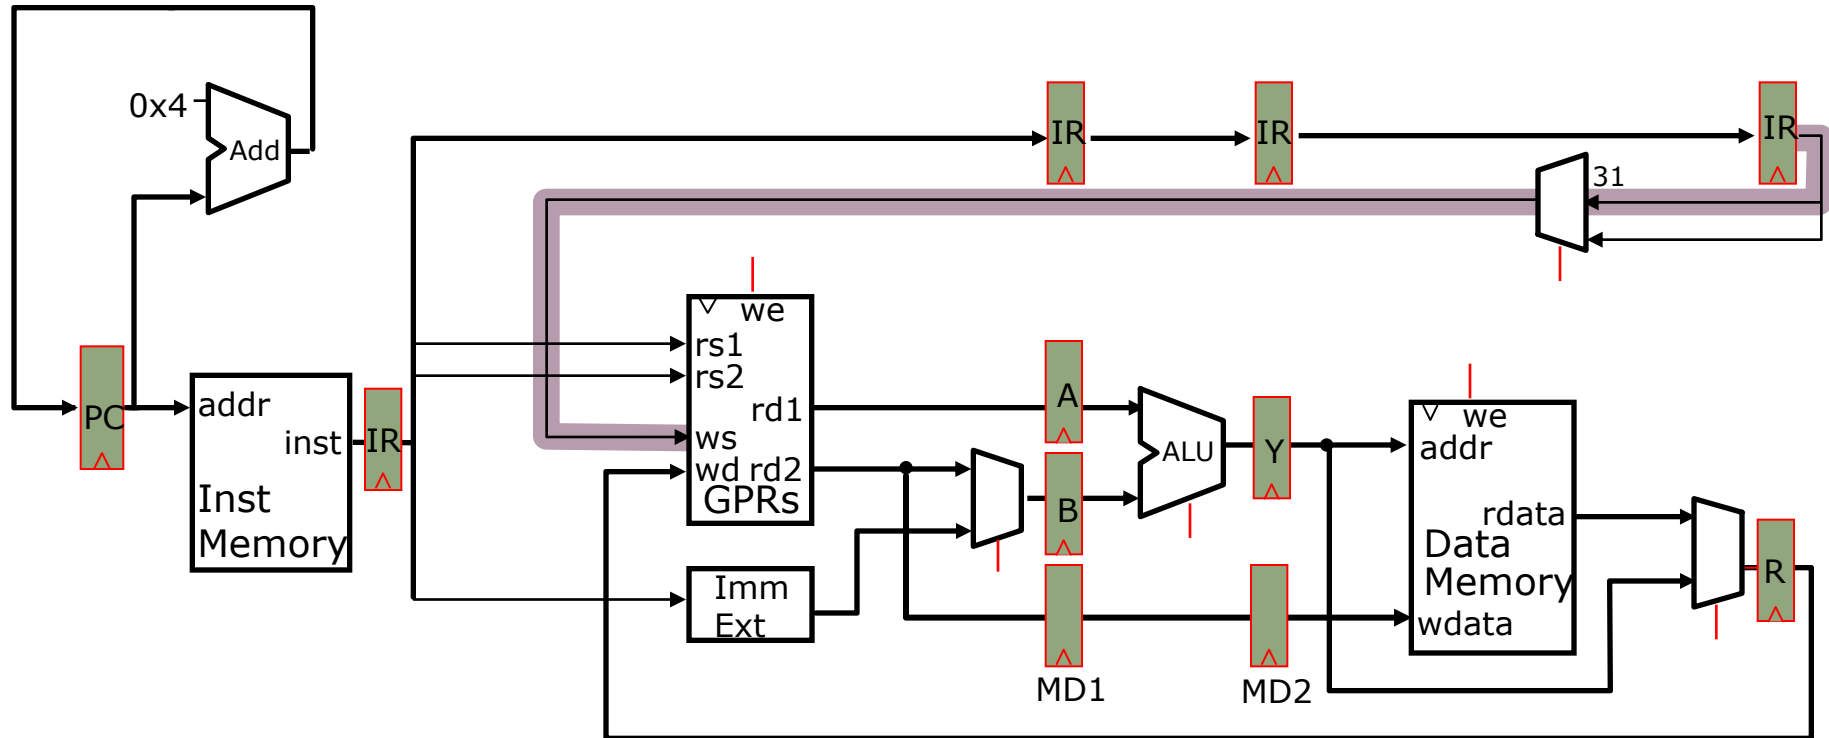 0x4
Add
IR
IR
IR
31
we
rs1
rs2
rd1
ws
wd rd2
GPRs
PC
addr
inst
Inst
Memory
IR
A
B
ALU
Y
we
addr
rdata
Data
Memory
wdata
R
Imm
Ext
MD1
MD2